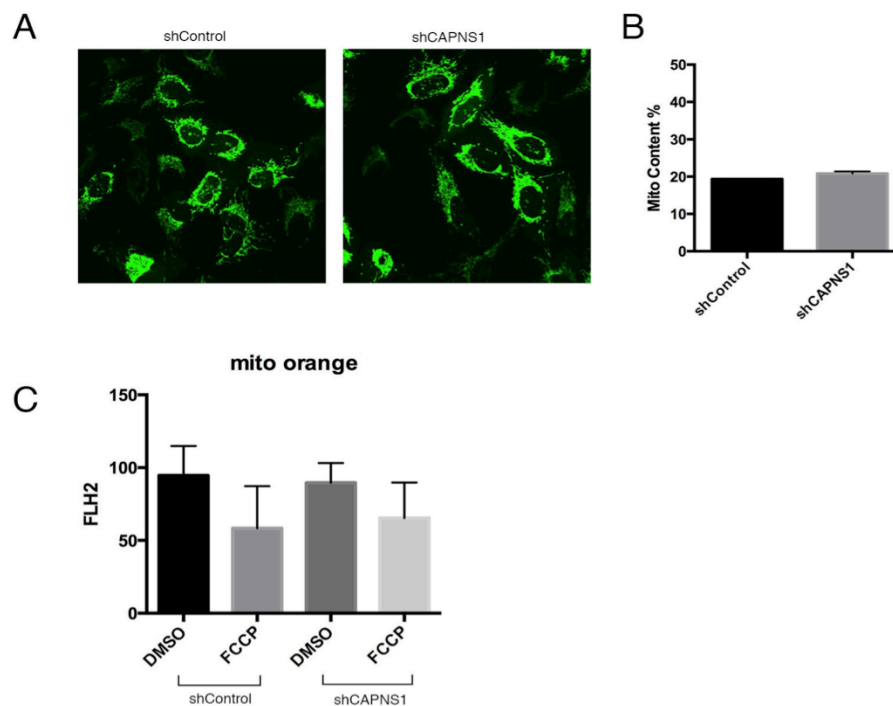 A
shControl
shCAPNS1
B
50
40
30
20
10
0
Mito Content %
shControl
shCAPNS1
C
mito orange
150
100
50
0
FLH2
DMSO
FCCP
DMSO
FCCP
shControl
shCAPNS1